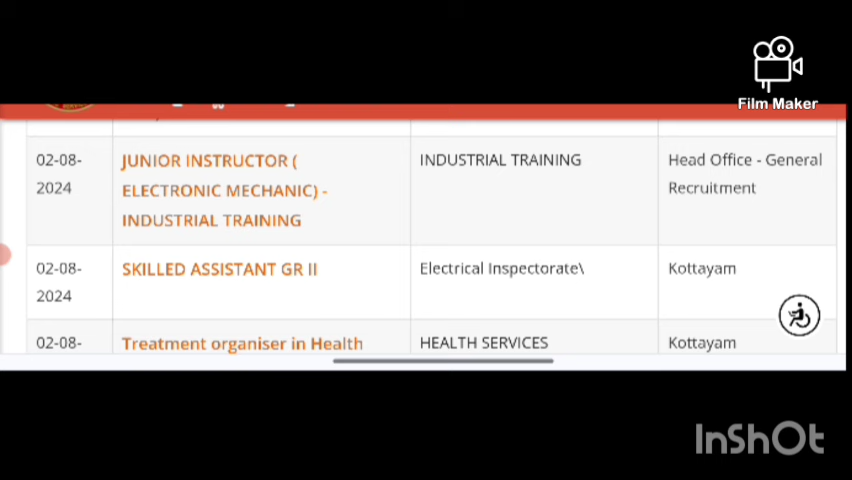 Film Maker
02-08-
2024
JUNIOR INSTRUCTOR (
ELECTRONIC MECHANIC) -
INDUSTRIAL TRAINING
INDUSTRIAL TRAINING
Head Office - General
Recruitment
02-08-
2024
SKILLED ASSISTANT GR II
Electrical Inspectorate\
Kottayam
02-08-
Treatment organiser in Health
HEALTH SERVICES
Kottayam
InShOt